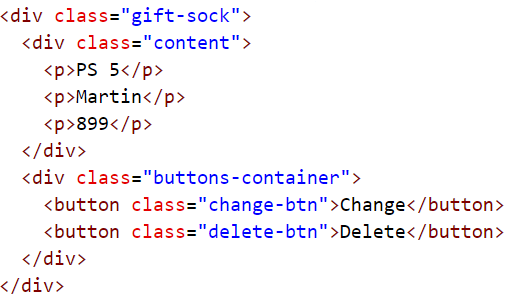 <div class="gift-sock">
  <div class="content">
    <p>PS 5</p>
    <p>Martin</p>
    <p>899</p>
  </div>
  <div class="buttons-container">
    <button class="change-btn">Change</button>
    <button class="delete-btn">Delete</button>
  </div>
</div>